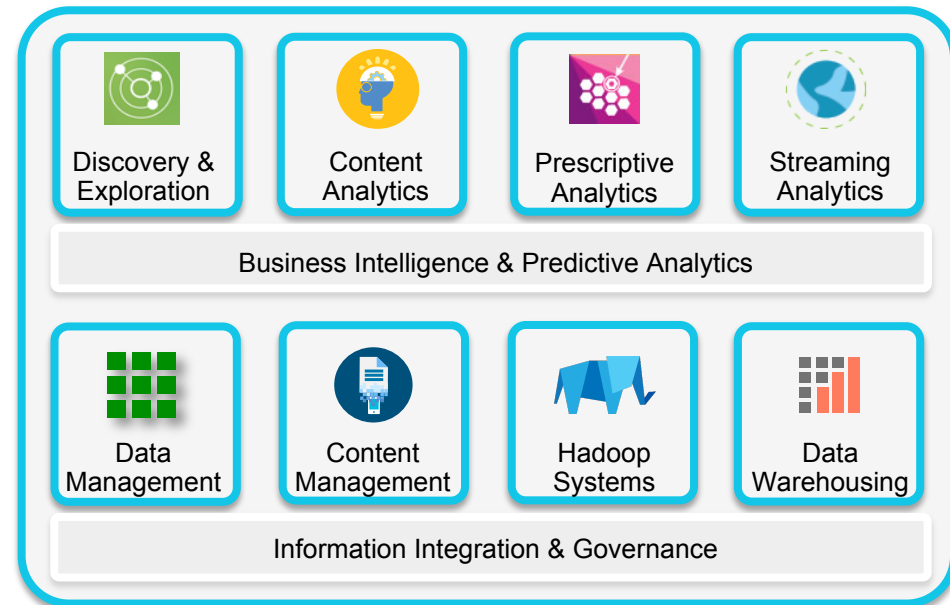 Discovery &
Exploration
Content
Analytics
Prescriptive
Analytics
Streaming
Analytics
Business Intelligence & Predictive Analytics
Data
Management
Content
Management
Hadoop
Systems
Data
Warehousing
Information Integration & Governance